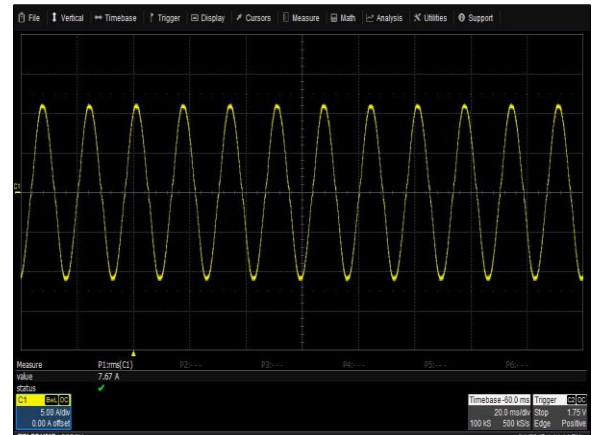 File Vertical Timebase Trigger Display Cursors Measure Math Analysis Utilities Support
C1
Measure P1:rms(C1) P2:--- P3:--- P4:--- P5:--- P6:---
value 7.67 A
status
C1 BwL DC
5.00 A/div
0.00 A offset
Timebase -60.0 ms Trigger C2 DC
20.0 ms/div Stop 1.75 V
100 kS 500 kS/s Edge Positive